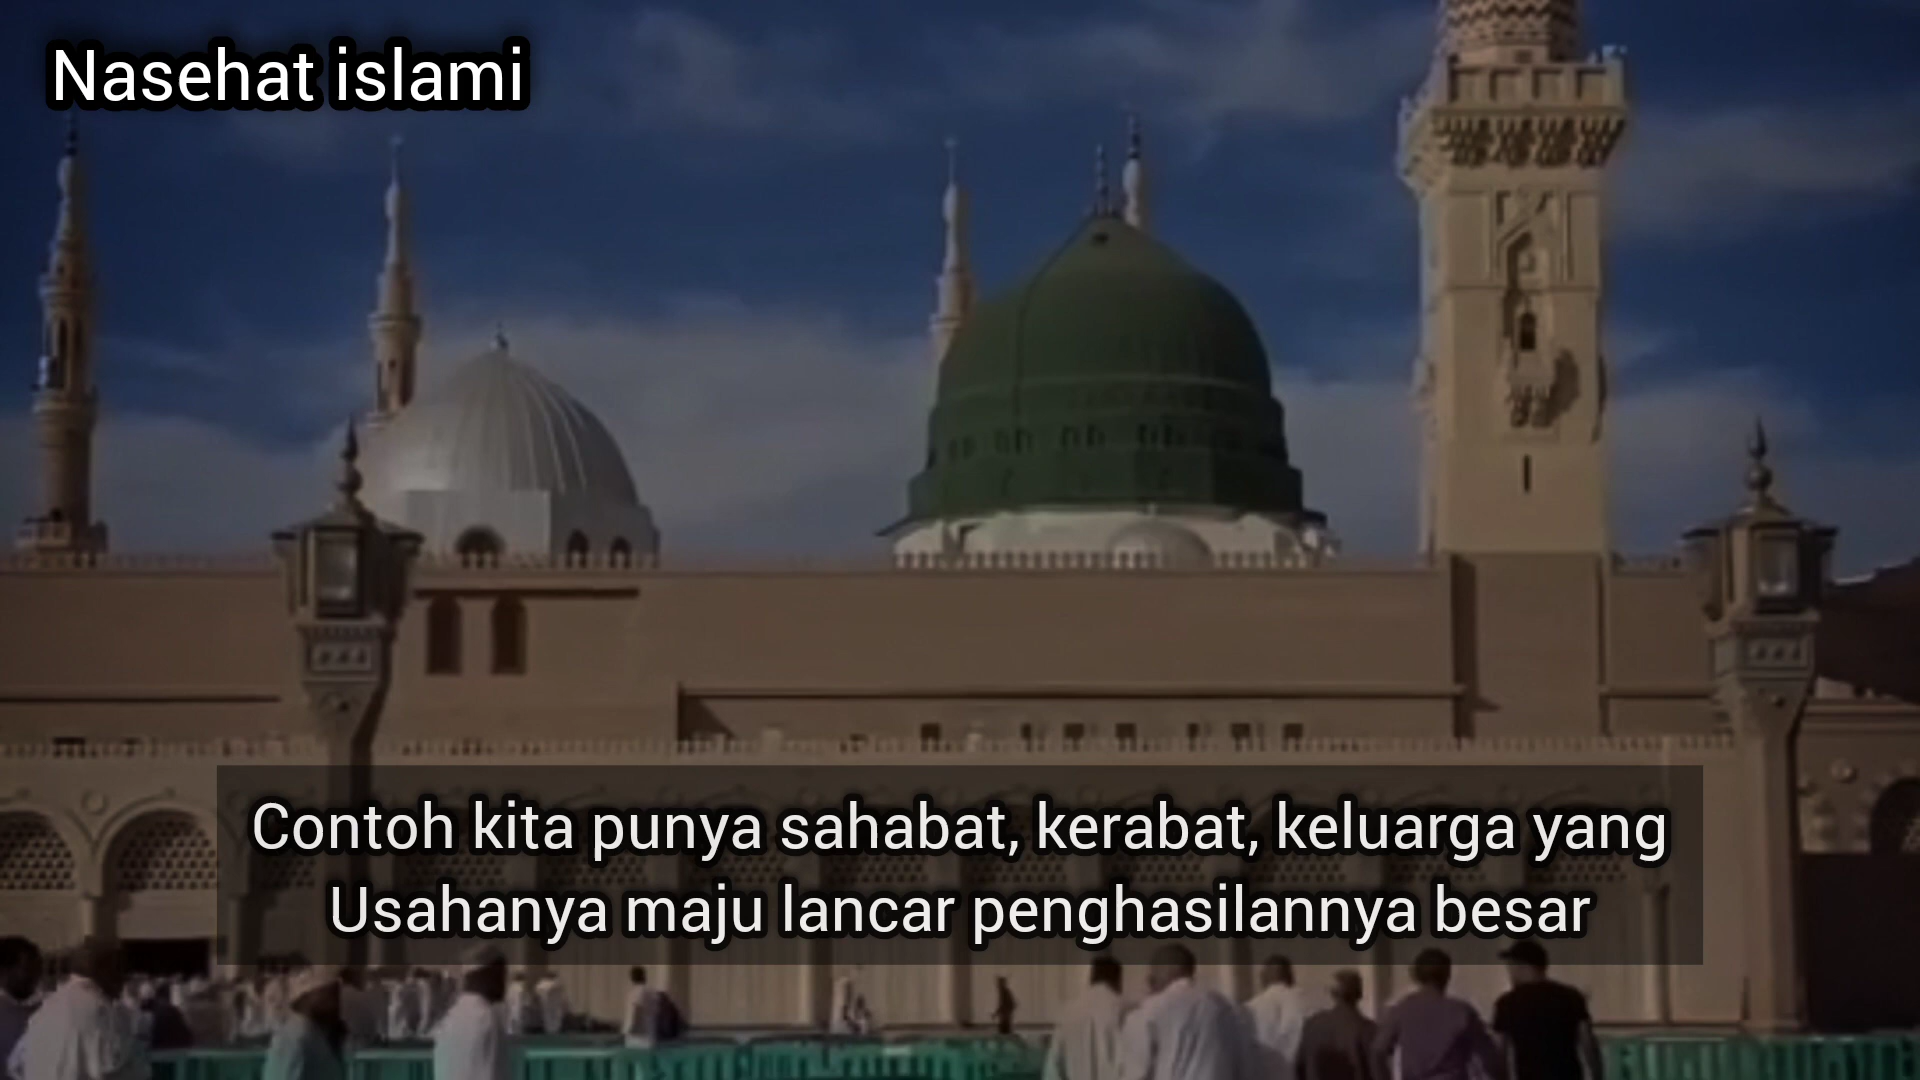 Nasehat islami
Contoh kita punya sahabat, kerabat, keluarga yang
Usahanya maju lancar penghasilannya besar